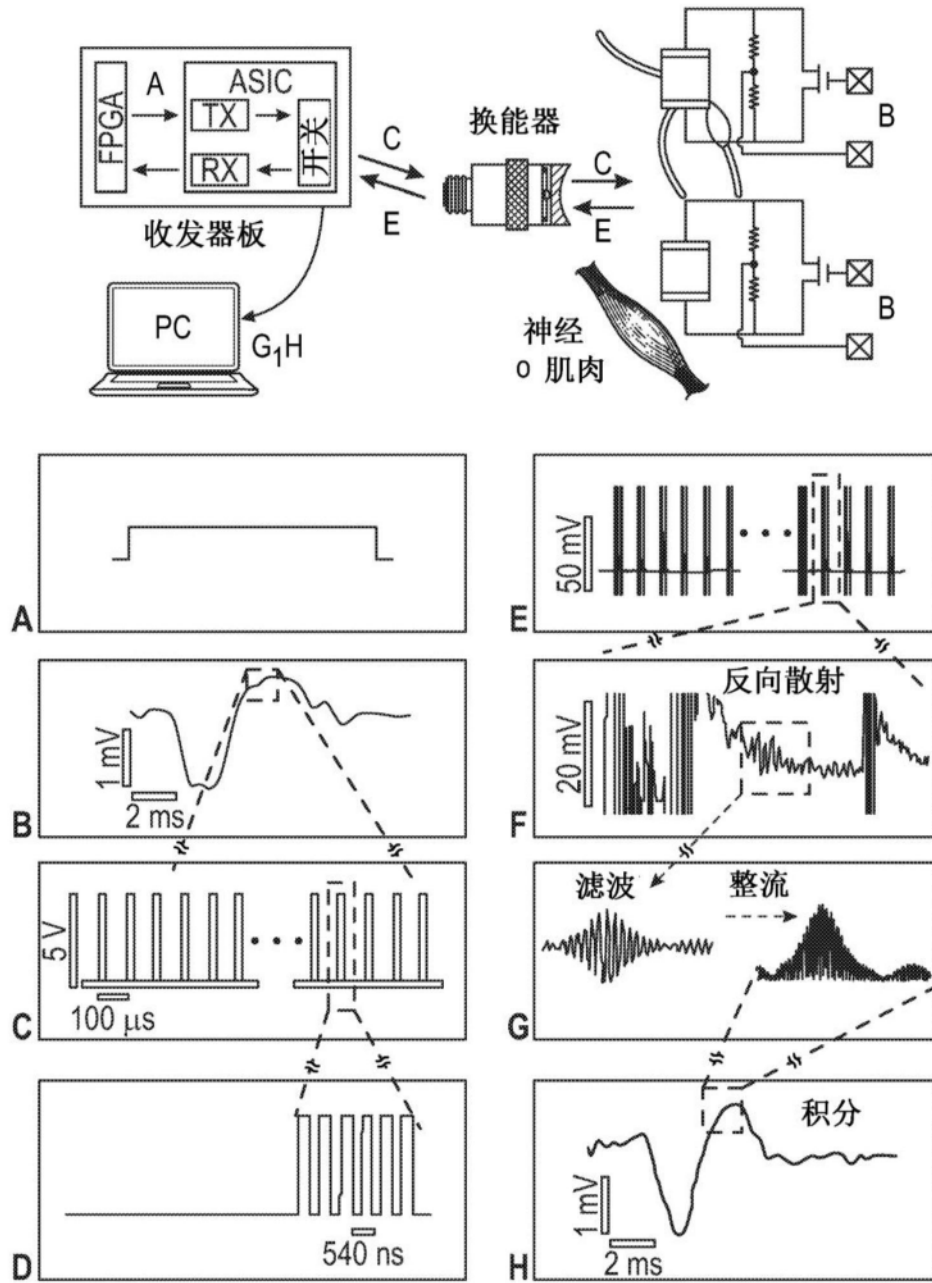 A
ASIC
FPGA
TX
RX
开关
收发器板
C
E
换能器
C
E
B
B
PC
G₁H
神经
o 肌肉
A
50 mV
E
1 mV
2 ms
B
反向散射
20 mV
F
5 V
100 μs
C
滤波
整流
G
540 ns
D
积分
1 mV
2 ms
H